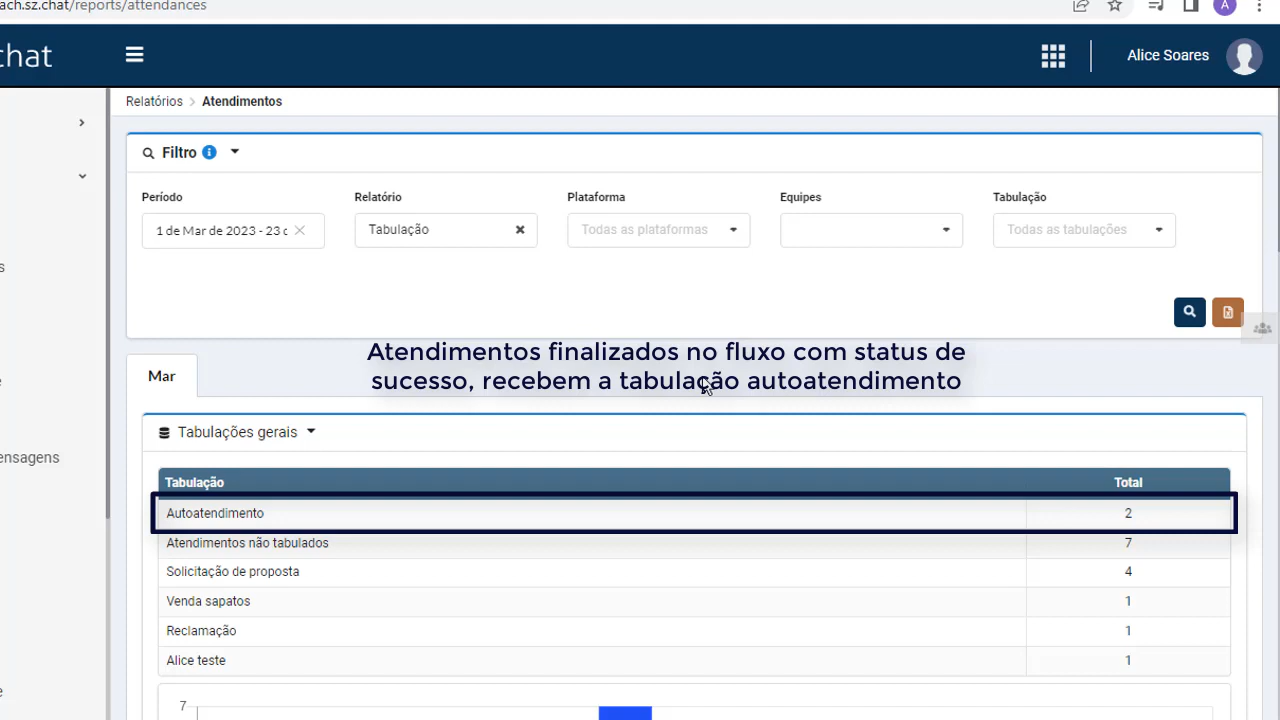 ach.sz.chat/reports/attendances
A
chat
Alice Soares
Relatórios > Atendimentos
Filtro
Período
Relatório
Plataforma
Equipes
Tabulação
1 de Mar de 2023 - 23 c
Tabulação
Todas as plataformas
Todas as tabulações
s
Atendimentos finalizados no fluxo com status de
sucesso, recebem a tabulação autoatendimento
Mar
e
Tabulações gerais
ensagens
Tabulação Total
Autoatendimento 2
Atendimentos não tabulados 7
Solicitação de proposta 4
Venda sapatos 1
Reclamação 1
Alice teste 1
e
7